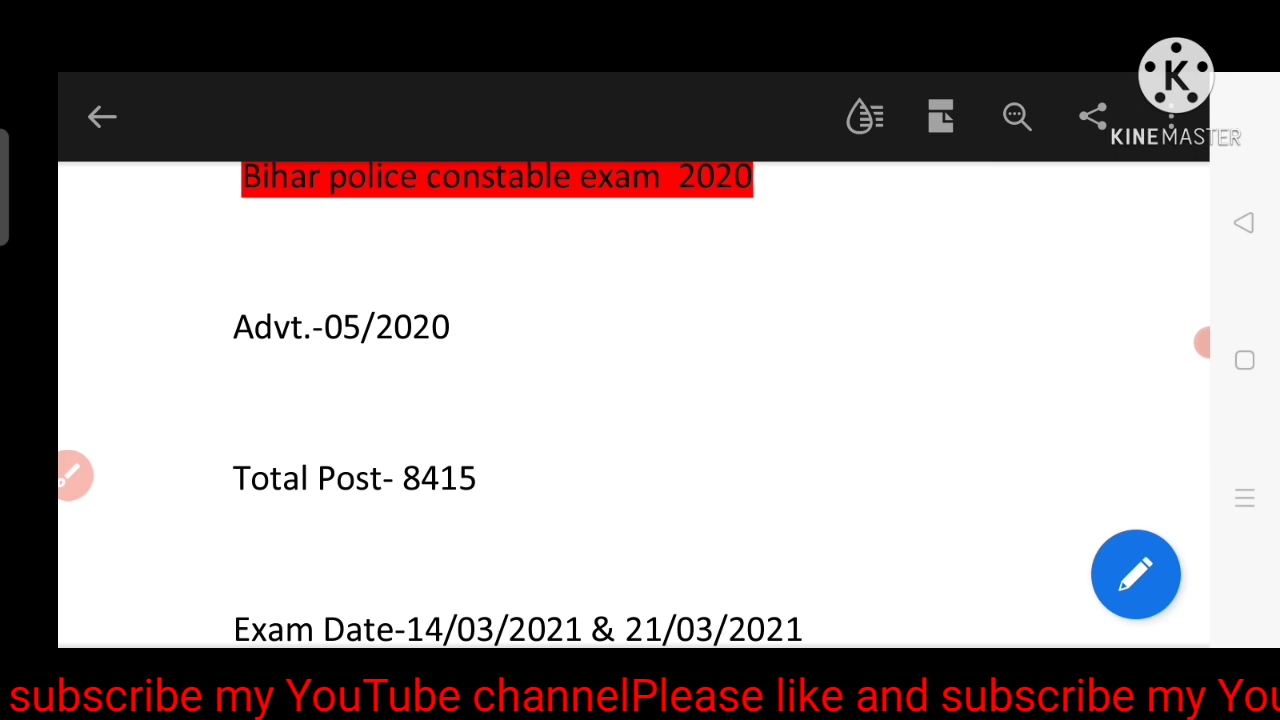 K
KINEMASTER
Bihar police constable exam  2020
Advt.-05/2020
Total Post- 8415
Exam Date-14/03/2021 & 21/03/2021
subscribe my YouTube channelPlease like and subscribe my You